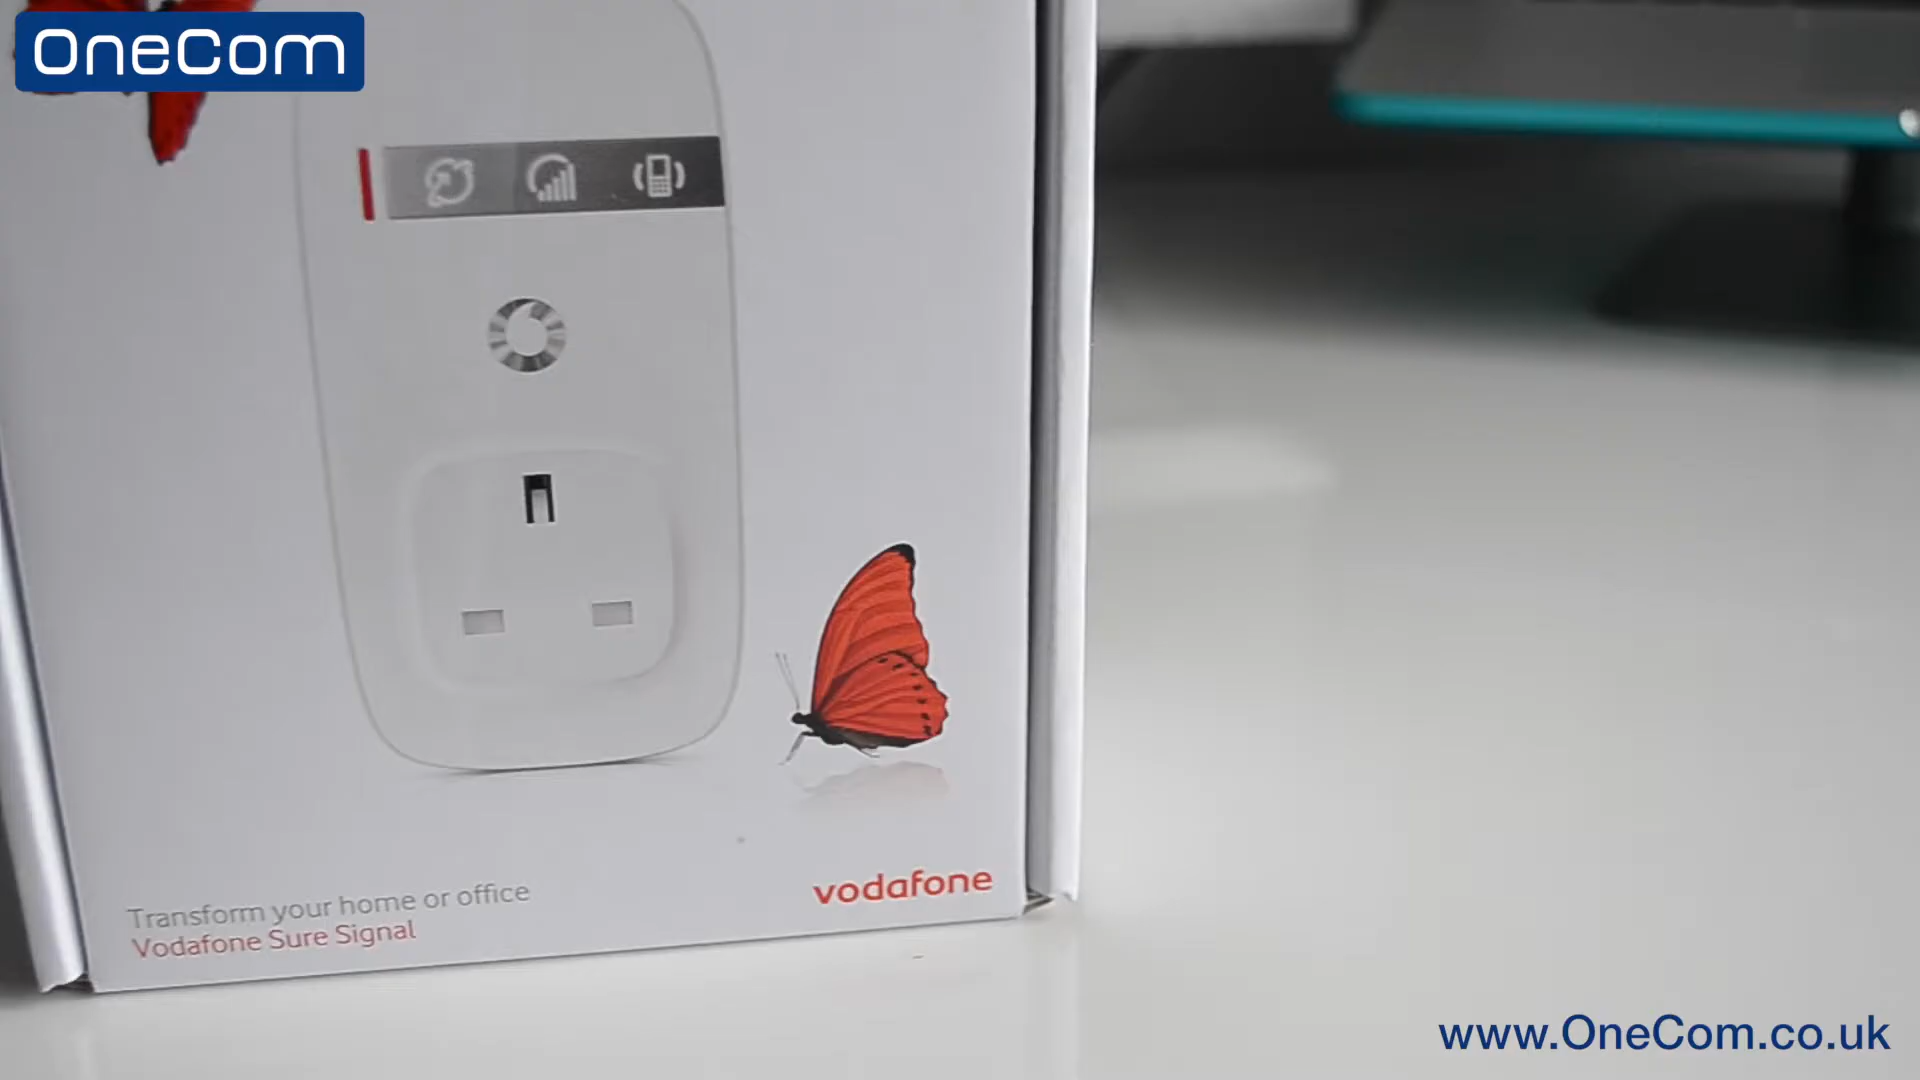 OneCom
Transform your home or office
Vodafone Sure Signal
vodafone
www.OneCom.co.uk